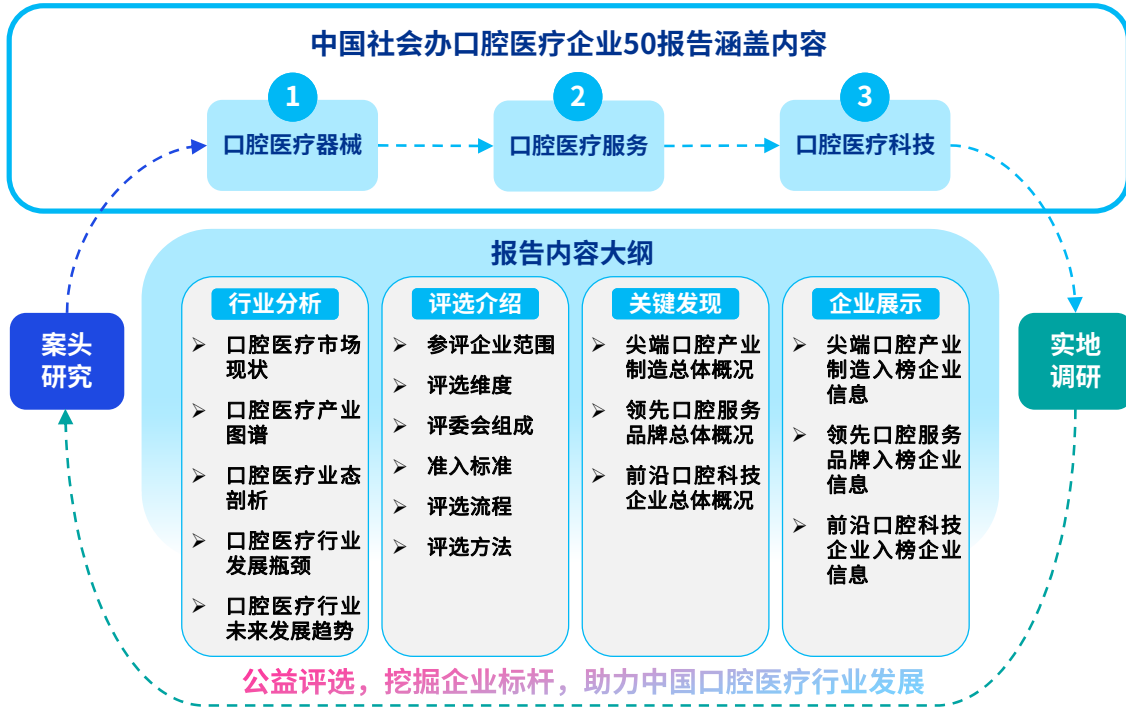 中国社会办口腔医疗企业50报告涵盖内容
1
2
3
口腔医疗器械
口腔医疗服务
口腔医疗科技
案头
研究
实地
调研
报告内容大纲
行业分析
口腔医疗市场
现状
口腔医疗产业
图谱
口腔医疗业态
剖析
口腔医疗行业
发展瓶颈
口腔医疗行业
未来发展趋势
评选介绍
参评企业范围
评选维度
评委会组成
准入标准
评选流程
评选方法
关键发现
尖端口腔产业
制造总体概况
领先口腔服务
品牌总体概况
前沿口腔科技
企业总体概况
企业展示
尖端口腔产业
制造入榜企业
信息
领先口腔服务
品牌入榜企业
信息
前沿口腔科技
企业入榜企业
信息
公益评选，挖掘企业标杆，助力中国口腔医疗行业发展